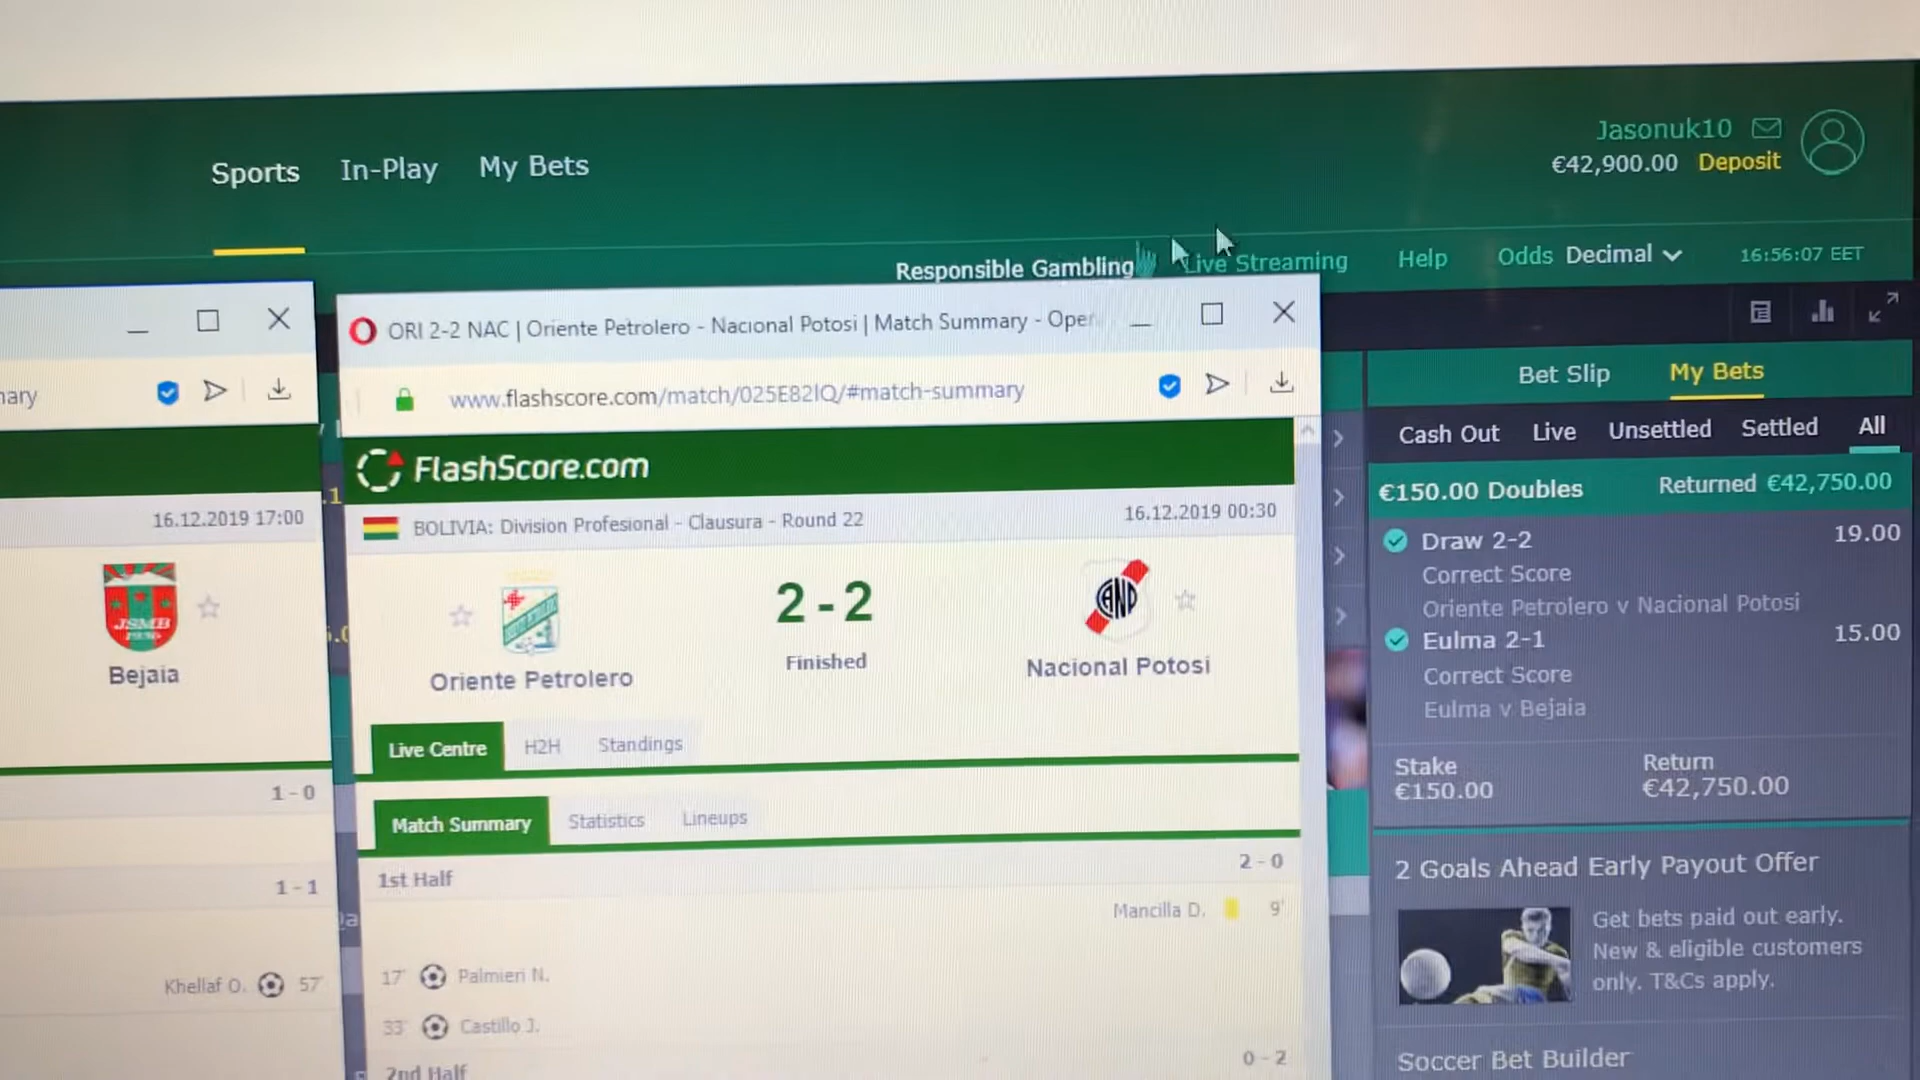 Jasonuk10
Sports In-Play My Bets
€42,900.00 Deposit
Responsible Gambling Live Streaming Help Odds Decimal 16:56:07 EET
ORI 2-2 NAC | Oriente Petrolero - Nacional Potosi | Match Summary - Oper
www.flashscore.com/match/025E82lQ/#match-summary
Bet Slip My Bets
Cash Out Live Unsettled Settled All
FlashScore.com
€150.00 Doubles Returned €42,750.00
16.12.2019 17:00
BOLIVIA: Division Profesional - Clausura - Round 22 16.12.2019 00:30
Draw 2-2 19.00
Correct Score
Oriente Petrolero v Nacional Potosi
JSMB
Bejaia
2 - 2
Finished
Oriente Petrolero
Nacional Potosi
Eulma 2-1 15.00
Correct Score
Eulma v Bejaia
Live Centre H2H Standings
Stake Return
€150.00 €42,750.00
1 - 0
Match Summary Statistics Lineups
1st Half 2 - 0
1 - 1
Mancilla D. 9'
2 Goals Ahead Early Payout Offer
Get bets paid out early.
New & eligible customers
only. T&Cs apply.
Khellaf O. 57'
17' Palmieri N.
33' Castillo J.
2nd Half 0 - 2
Soccer Bet Builder